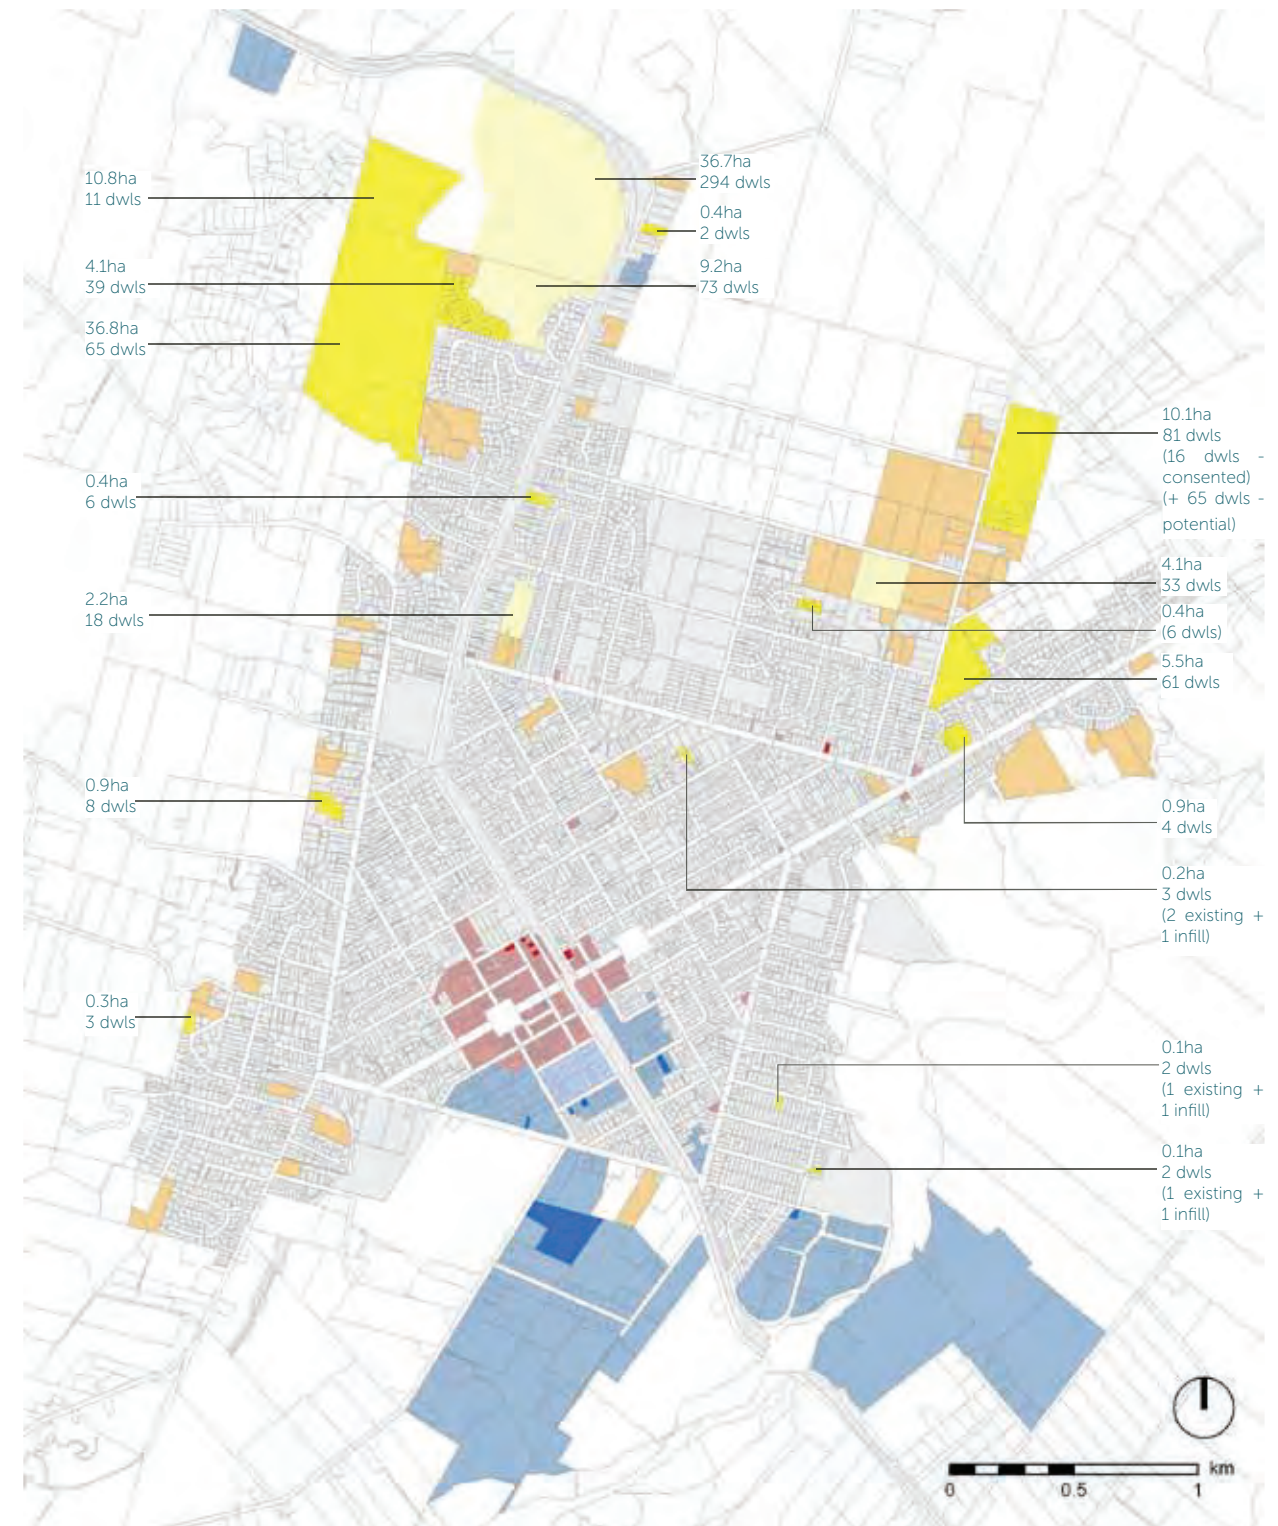 36.7ha
294 dwls
10.8ha
11 dwls
0.4ha
2 dwls
4.1ha
39 dwls
9.2ha
73 dwls
36.8ha
65 dwls
10.1ha
81 dwls
(16 dwls -
consented)
(+ 65 dwls -
potential)
0.4ha
6 dwls
4.1ha
33 dwls
2.2ha
18 dwls
0.4ha
(6 dwls)
5.5ha
61 dwls
0.9ha
8 dwls
0.9ha
4 dwls
0.2ha
3 dwls
(2 existing +
1 infill)
0.3ha
3 dwls
0.1ha
2 dwls
(1 existing +
1 infill)
0.1ha
2 dwls
(1 existing +
1 infill)
km
0 0.5 1